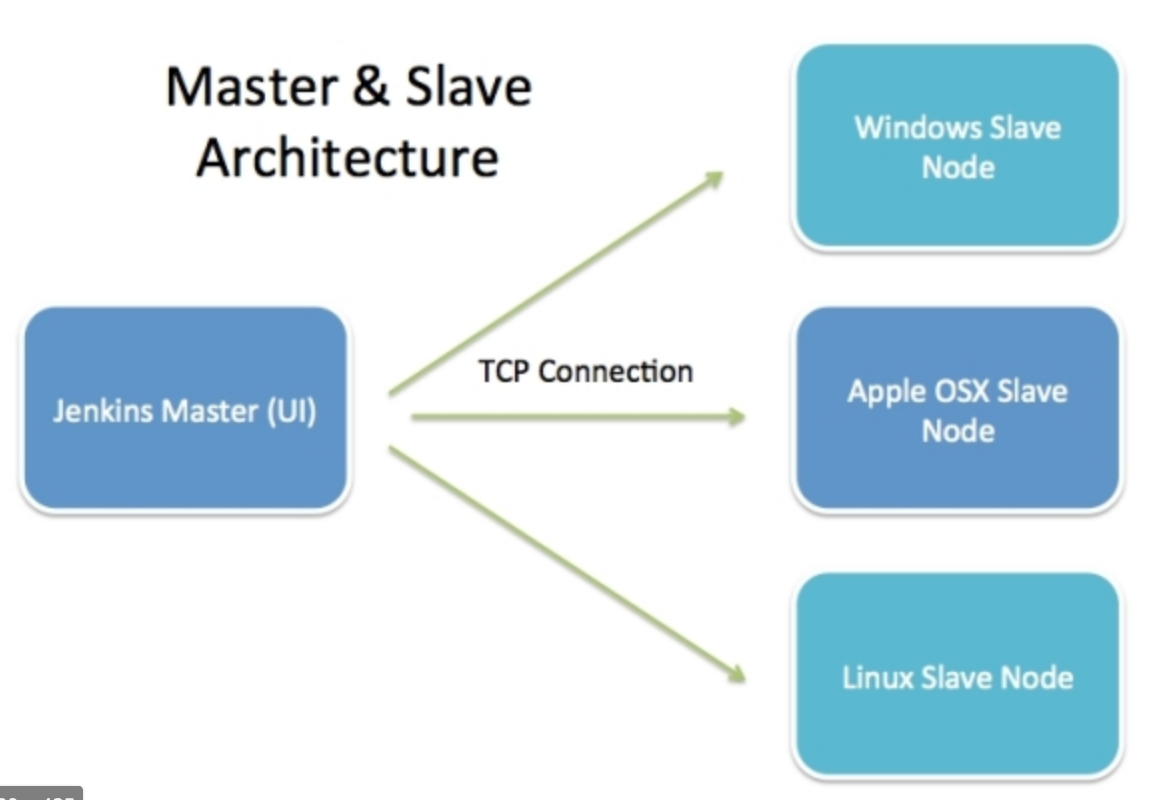 Master & Slave
Architecture
Windows Slave
Node
TCP Connection
Jenkins Master (UI)
Apple OSX Slave
Node
Linux Slave Node